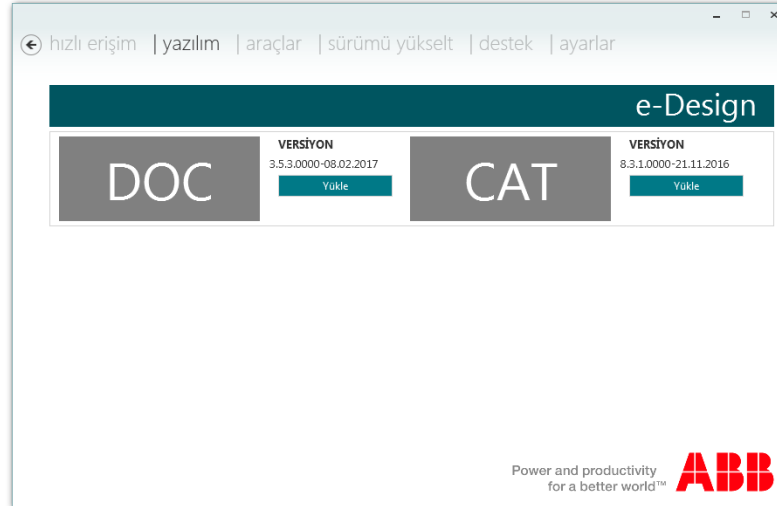 hızlı erişim | yazılım | araçlar | sürümü yükselt | destek | ayarlar
e-Design
DOC
VERSİYON
3.5.3.0000-08.02.2017
Yükle
CAT
VERSİYON
8.3.1.0000-21.11.2016
Yükle
Power and productivity
for a better world™
ABB